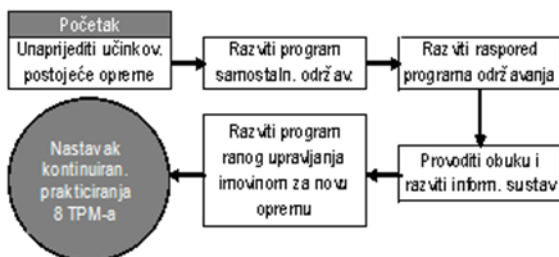 Početak
Unaprijediti učinkov.
postojeće opreme
Razviti program
samostaln. održav.
Razviti raspored
programa održavanja
Provoditi obuku i
razviti inform. sustav
Razviti program
ranog upravljanja
imovinom za novu
opremu
Nastavak
kontinuiran.
prakticiranja
8 TPM-a